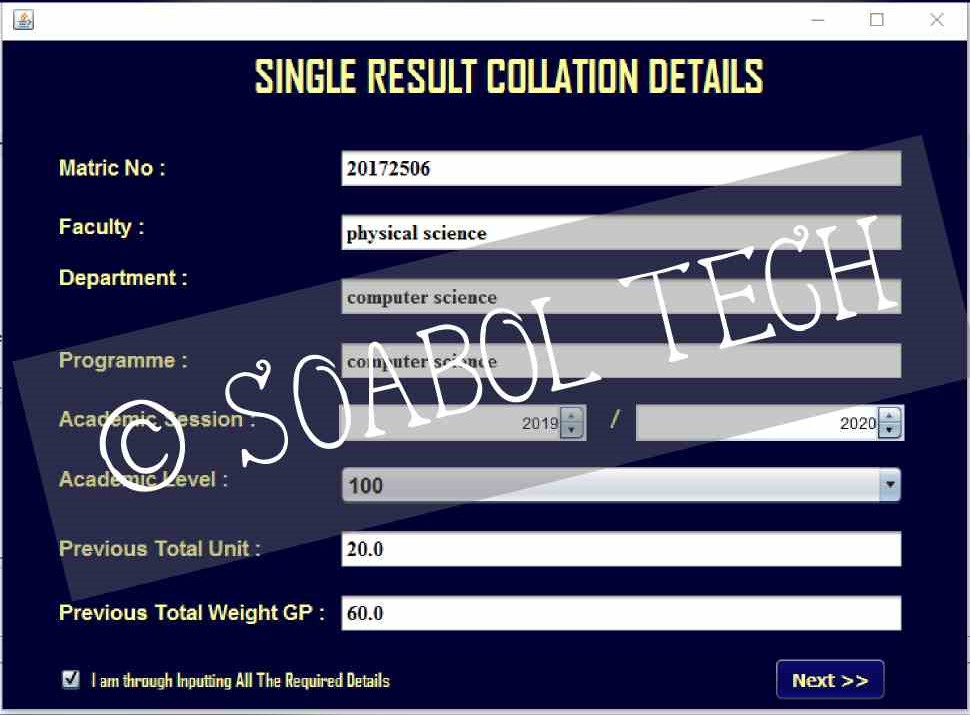 SINGLE RESULT COLLATION DETAILS
Matric No : 20172506
Faculty : physical science
Department : computer science
Programme : computer science
Academic Session : 2019 / 2020
Academic Level : 100
Previous Total Unit : 20.0
Previous Total Weight GP : 60.0
I am through Inputting All The Required Details
Next >>
© SOABOL TECH